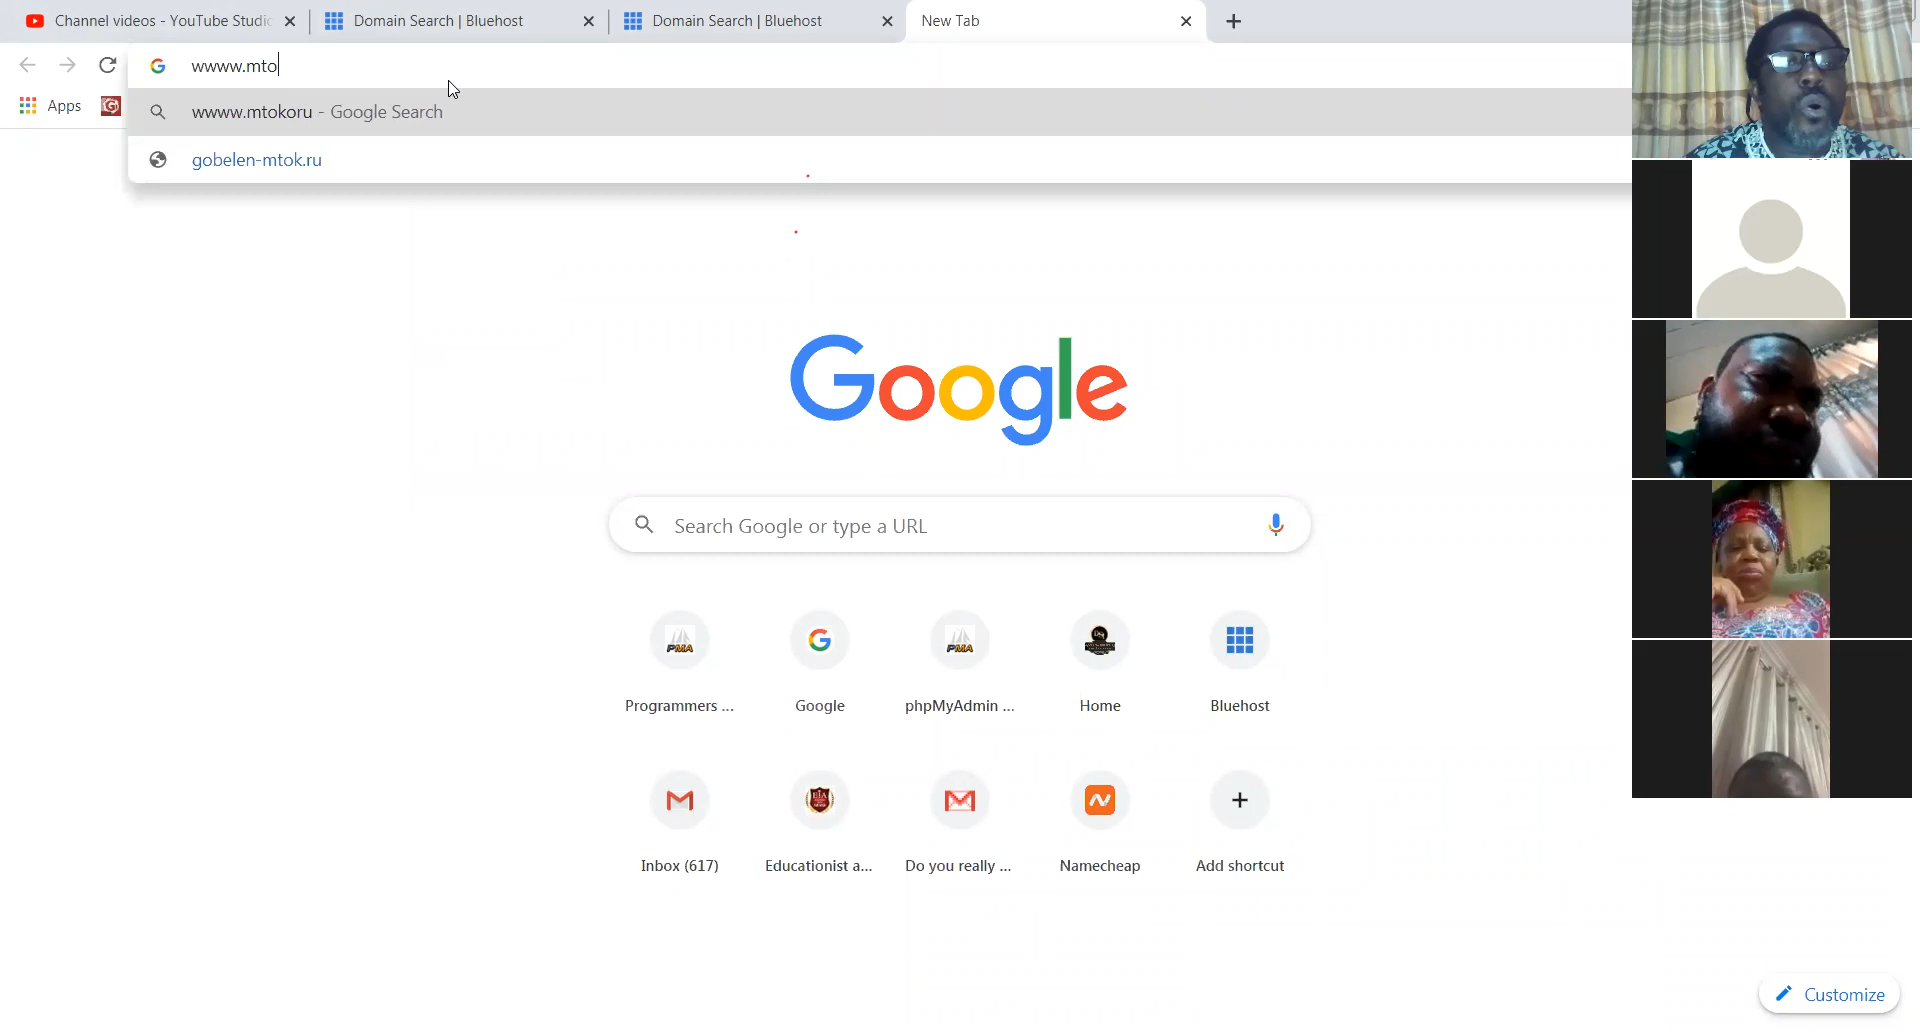 Channel videos - YouTube Studio
Domain Search | Bluehost
Domain Search | Bluehost
New Tab
wwww.mto
Apps
wwww.mtokoru - Google Search
gobelen-mtok.ru
Google
Search Google or type a URL
Programmers ...
Google
phpMyAdmin ...
Home
Bluehost
Inbox (617)
Educationist a...
Do you really ...
Namecheap
Add shortcut
Customize